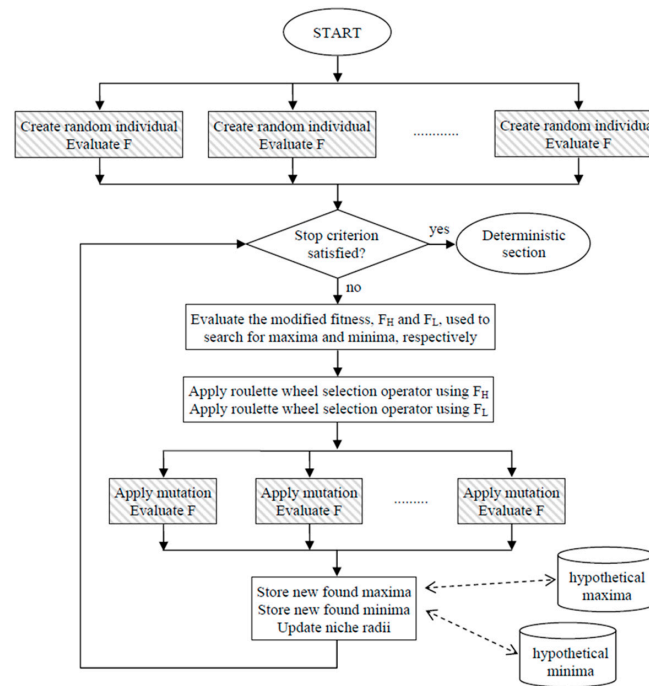 START
Create random individual
Evaluate F
Create random individual
Evaluate F
............
Create random individual
Evaluate F
Stop criterion
satisfied?
yes
Deterministic
section
no
Evaluate the modified fitness, FH and FL, used to
search for maxima and minima, respectively
Apply roulette wheel selection operator using FH
Apply roulette wheel selection operator using FL
Apply mutation
Evaluate F
Apply mutation
Evaluate F
.........
Apply mutation
Evaluate F
Store new found maxima
Store new found minima
Update niche radii
hypothetical
maxima
hypothetical
minima